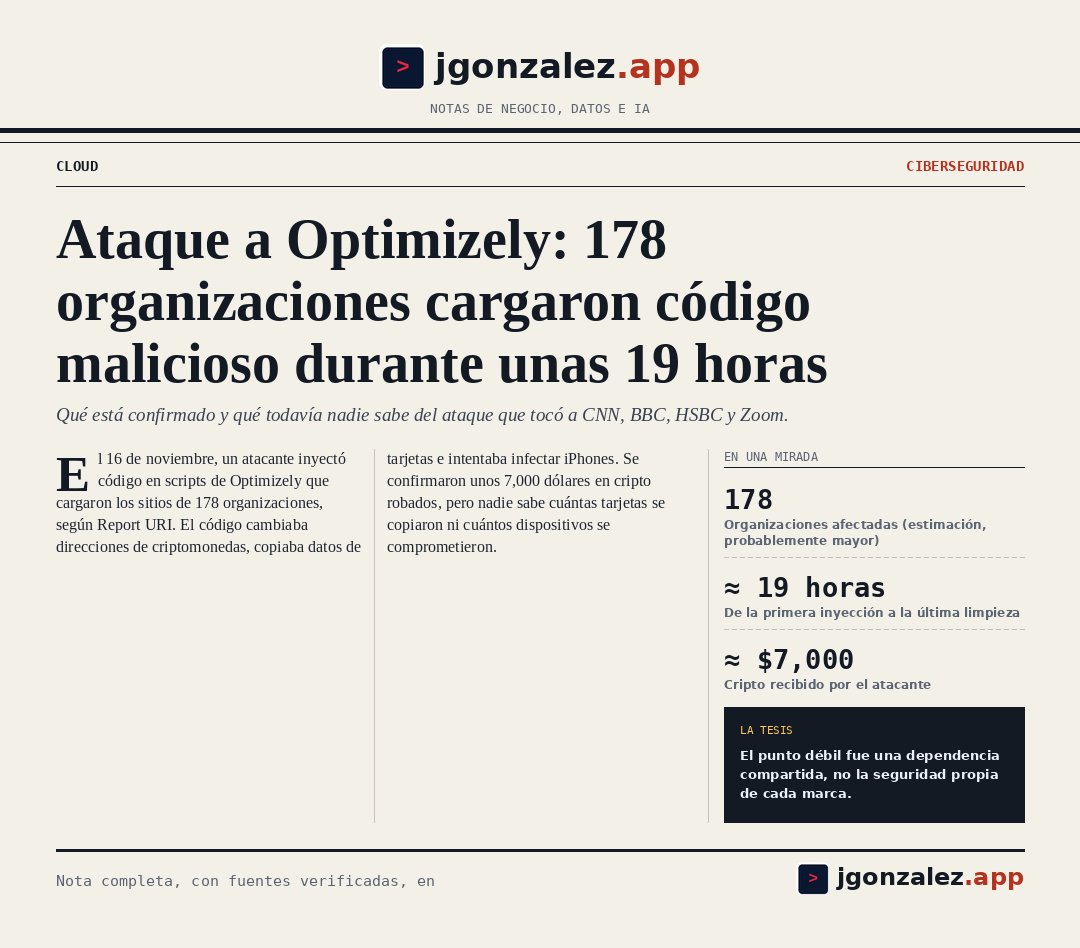 > jgonzalez.app
NOTAS DE NEGOCIO, DATOS E IA
CLOUD
CIBERSEGURIDAD
Ataque a Optimizely: 178
organizaciones cargaron código
malicioso durante unas 19 horas
Qué está confirmado y qué todavía nadie sabe del ataque que tocó a CNN, BBC, HSBC y Zoom.
El 16 de noviembre, un atacante inyectó
código en scripts de Optimizely que
cargaron los sitios de 178 organizaciones,
según Report URI. El código cambiaba
direcciones de criptomonedas, copiaba datos de
tarjetas e intentaba infectar iPhones. Se
confirmaron unos 7,000 dólares en cripto
robados, pero nadie sabe cuántas tarjetas se
copiaron ni cuántos dispositivos se
comprometieron.
EN UNA MIRADA
178
Organizaciones afectadas (estimación,
probablemente mayor)
≈ 19 horas
De la primera inyección a la última limpieza
≈ $7,000
Cripto recibido por el atacante
LA TESIS
El punto débil fue una dependencia
compartida, no la seguridad propia
de cada marca.
Nota completa, con fuentes verificadas, en
> jgonzalez.app